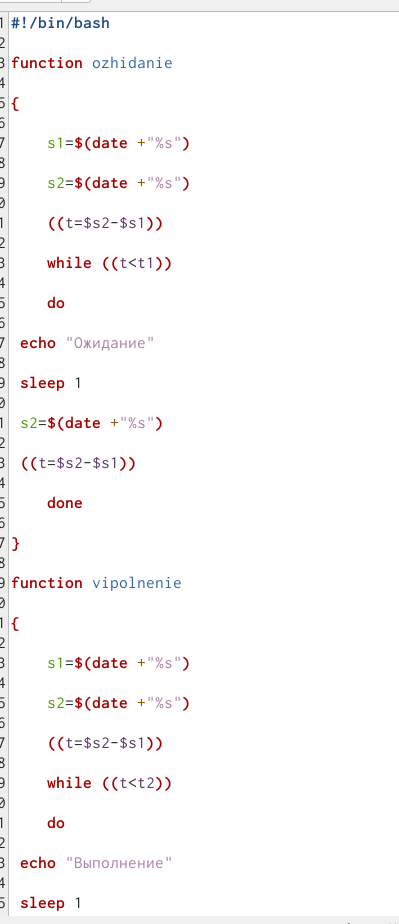 1 #!/bin/bash
2
3 function ozhidanie
4
5 {
6
7 s1=$(date +"%s")
8
9 s2=$(date +"%s")
0
1 ((t=$s2-$s1))
2
3 while ((t<t1))
4
5 do
6
7 echo "Ожидание"
8
9 sleep 1
0
1 s2=$(date +"%s")
2
3 ((t=$s2-$s1))
4
5 done
6
7 }
8
9 function vipolnenie
0
1 {
2
3 s1=$(date +"%s")
4
5 s2=$(date +"%s")
6
7 ((t=$s2-$s1))
8
9 while ((t<t2))
0
1 do
2
3 echo "Выполнение"
4
5 sleep 1